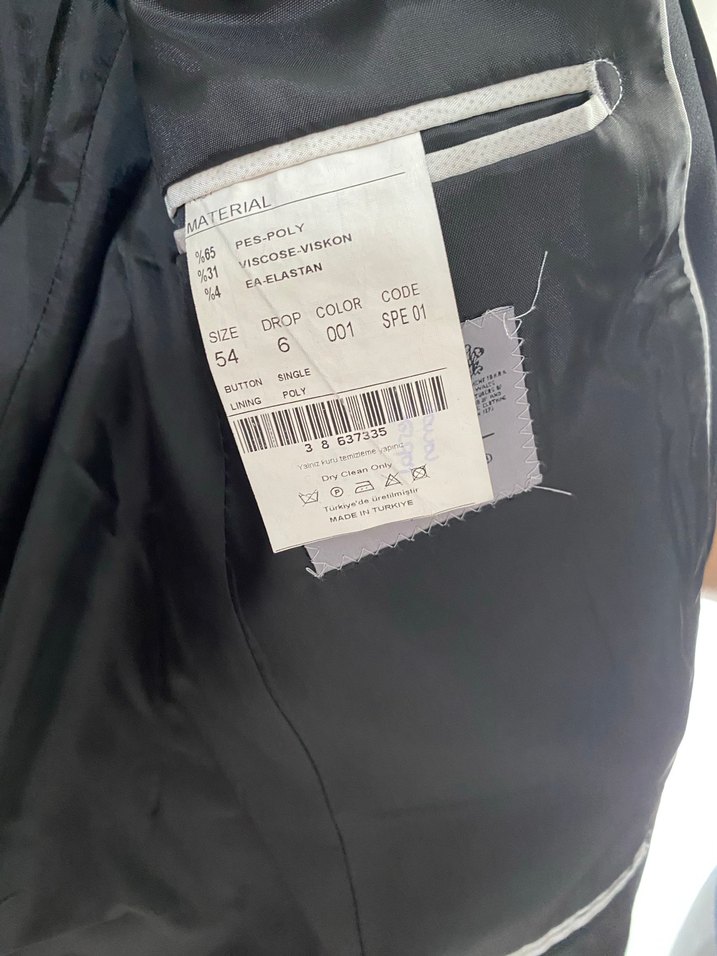 MATERIAL
%65 PES-POLY
%31 VISCOSE-VISKON
%4 EA-ELASTAN
SIZE DROP COLOR CODE
54 6 001 SPE 01
BUTTON SINGLE
LINING POLY
3 8 637335
Yalnız kuru temizleme yapınız
Dry Clean Only
Türkiye'de üretilmiştir
MADE IN TURKIYE
WALES
CLOTHING